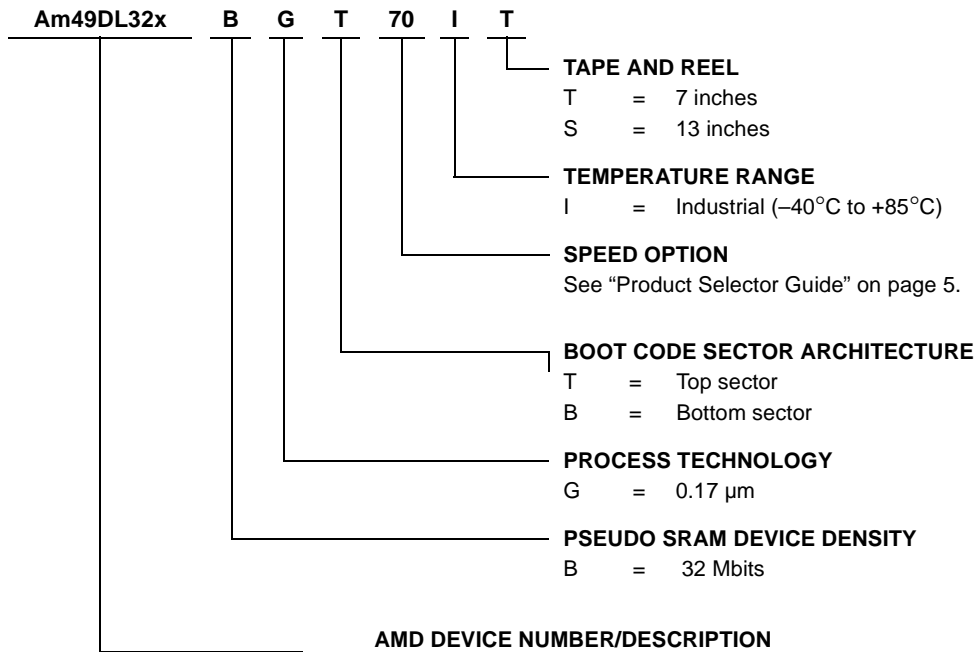 Am49DL32x B G T 70 I T
TAPE AND REEL
T = 7 inches
S = 13 inches
TEMPERATURE RANGE
I = Industrial (–40°C to +85°C)
SPEED OPTION
See “Product Selector Guide” on page 5.
BOOT CODE SECTOR ARCHITECTURE
T = Top sector
B = Bottom sector
PROCESS TECHNOLOGY
G = 0.17 µm
PSEUDO SRAM DEVICE DENSITY
B = 32 Mbits
AMD DEVICE NUMBER/DESCRIPTION